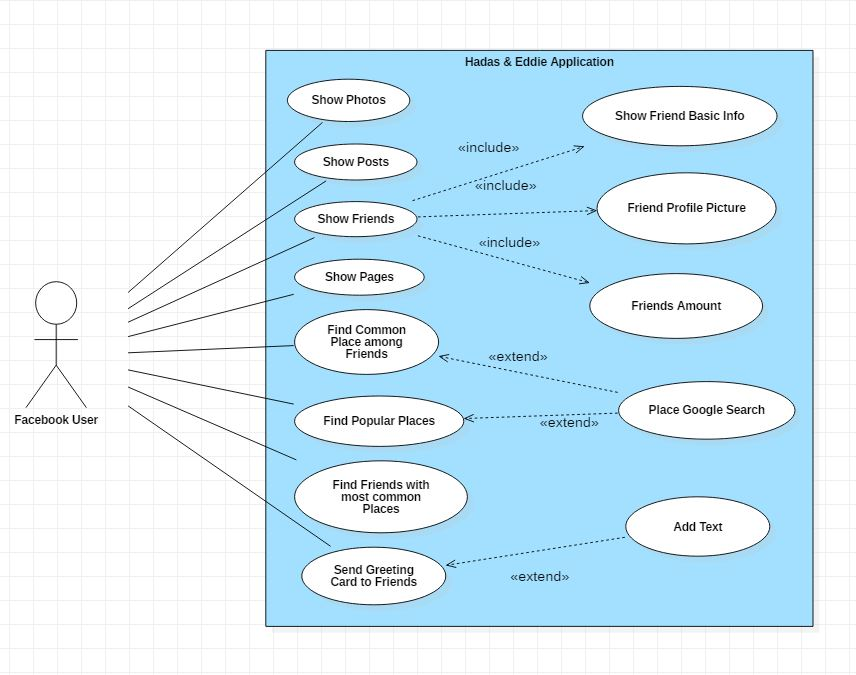 Hadas & Eddie Application
Show Photos
Show Friend Basic Info
«include»
Show Posts
«include»
Friend Profile Picture
Show Friends
«include»
Show Pages
Friends Amount
Find Common
Place among
Friends
«extend»
Place Google Search
Facebook User
Find Popular Places
«extend»
Find Friends with
most common
Places
Add Text
Send Greeting
Card to Friends
«extend»